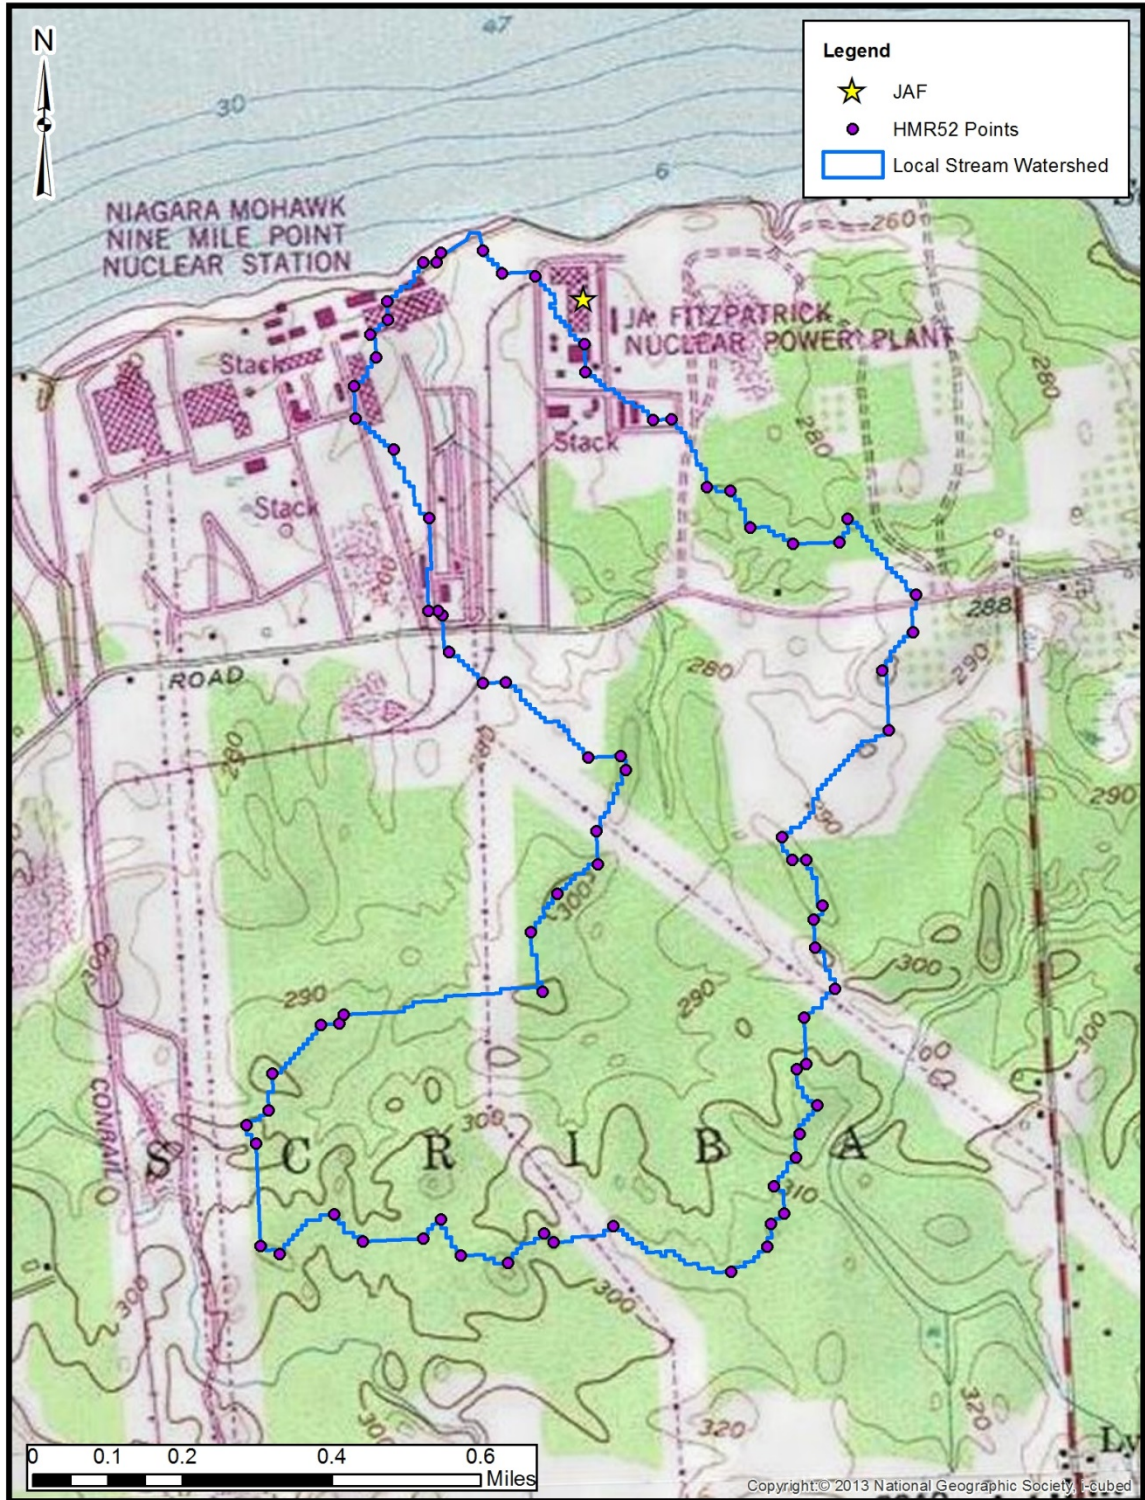 47
N
Legend
JAF
HMR52 Points
Local Stream Watershed
30
6
NIAGARA MOHAWK
NINE MILE POINT
NUCLEAR STATION
260
JA. FITZPATRICK
NUCLEAR POWER PLANT
Stack
280
280
Stack
Stack
288
ROAD
280
290
280
290
290
300
300
300
290
290
300
CONRAIL
300
S C R I B A
310
300
300
320
320
0 0.1 0.2 0.4 0.6
Miles
Copyright:© 2013 National Geographic Society, i-cubed